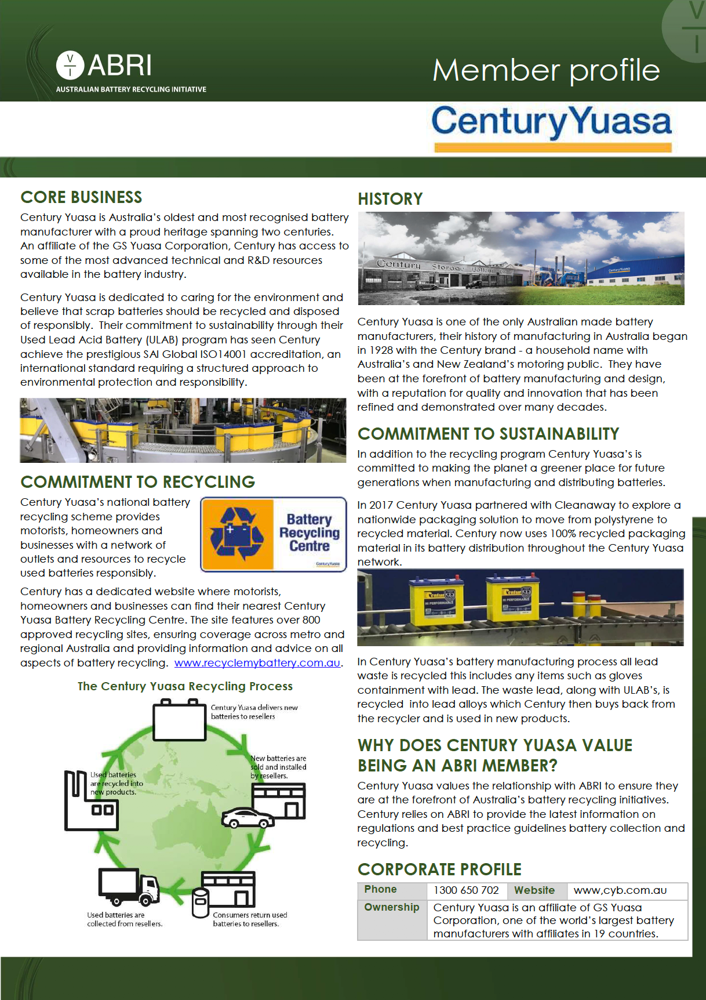 V
I
ABRI
AUSTRALIAN BATTERY RECYCLING INITIATIVE
Member profile
V
I
CenturyYuasa
CORE BUSINESS
Century Yuasa is Australia's oldest and most recognised battery
manufacturer with a proud heritage spanning two centuries.
An affiliate of the GS Yuasa Corporation, Century has access to
some of the most advanced technical and R&D resources
available in the battery industry.
Century Yuasa is dedicated to caring for the environment and
believe that scrap batteries should be recycled and disposed
of responsibly. Their commitment to sustainability through their
Used Lead Acid Battery (ULAB) program has seen Century
achieve the prestigious SAI Global ISO14001 accreditation, an
international standard requiring a structured approach to
environmental protection and responsibility.
COMMITMENT TO RECYCLING
Century Yuasa's national battery
recycling scheme provides
motorists, homeowners and
businesses with a network of
outlets and resources to recycle
used batteries responsibly.
Battery
Recycling
Centre
CenturyYuasa
Century has a dedicated website where motorists,
homeowners and businesses can find their nearest Century
Yuasa Battery Recycling Centre. The site features over 800
approved recycling sites, ensuring coverage across metro and
regional Australia and providing information and advice on all
aspects of battery recycling. www.recyclemybattery.com.au.
The Century Yuasa Recycling Process
Century Yuasa delivers new
batteries to resellers
New batteries are
sold and installed
by resellers.
Used batteries
are recycled into
new products.
Used batteries are
collected from resellers.
Consumers return used
batteries to resellers.
HISTORY
Century Storage Battery Co
CenturyYuasa
Century Yuasa is one of the only Australian made battery
manufacturers, their history of manufacturing in Australia began
in 1928 with the Century brand - a household name with
Australia's and New Zealand's motoring public. They have
been at the forefront of battery manufacturing and design,
with a reputation for quality and innovation that has been
refined and demonstrated over many decades.
COMMITMENT TO SUSTAINABILITY
In addition to the recycling program Century Yuasa's is
committed to making the planet a greener place for future
generations when manufacturing and distributing batteries.
In 2017 Century Yuasa partnered with Cleanaway to explore a
nationwide packaging solution to move from polystyrene to
recycled material. Century now uses 100% recycled packaging
material in its battery distribution throughout the Century Yuasa
network.
Century
HI PERFORMANCE
Century
HI PERFORMANCE
In Century Yuasa's battery manufacturing process all lead
waste is recycled this includes any items such as gloves
containment with lead. The waste lead, along with ULAB's, is
recycled into lead alloys which Century then buys back from
the recycler and is used in new products.
WHY DOES CENTURY YUASA VALUE
BEING AN ABRI MEMBER?
Century Yuasa values the relationship with ABRI to ensure they
are at the forefront of Australia's battery recycling initiatives.
Century relies on ABRI to provide the latest information on
regulations and best practice guidelines battery collection and
recycling.
CORPORATE PROFILE
Phone 1300 650 702 Website www,cyb.com.au
Ownership Century Yuasa is an affiliate of GS Yuasa
Corporation, one of the world's largest battery
manufacturers with affiliates in 19 countries.